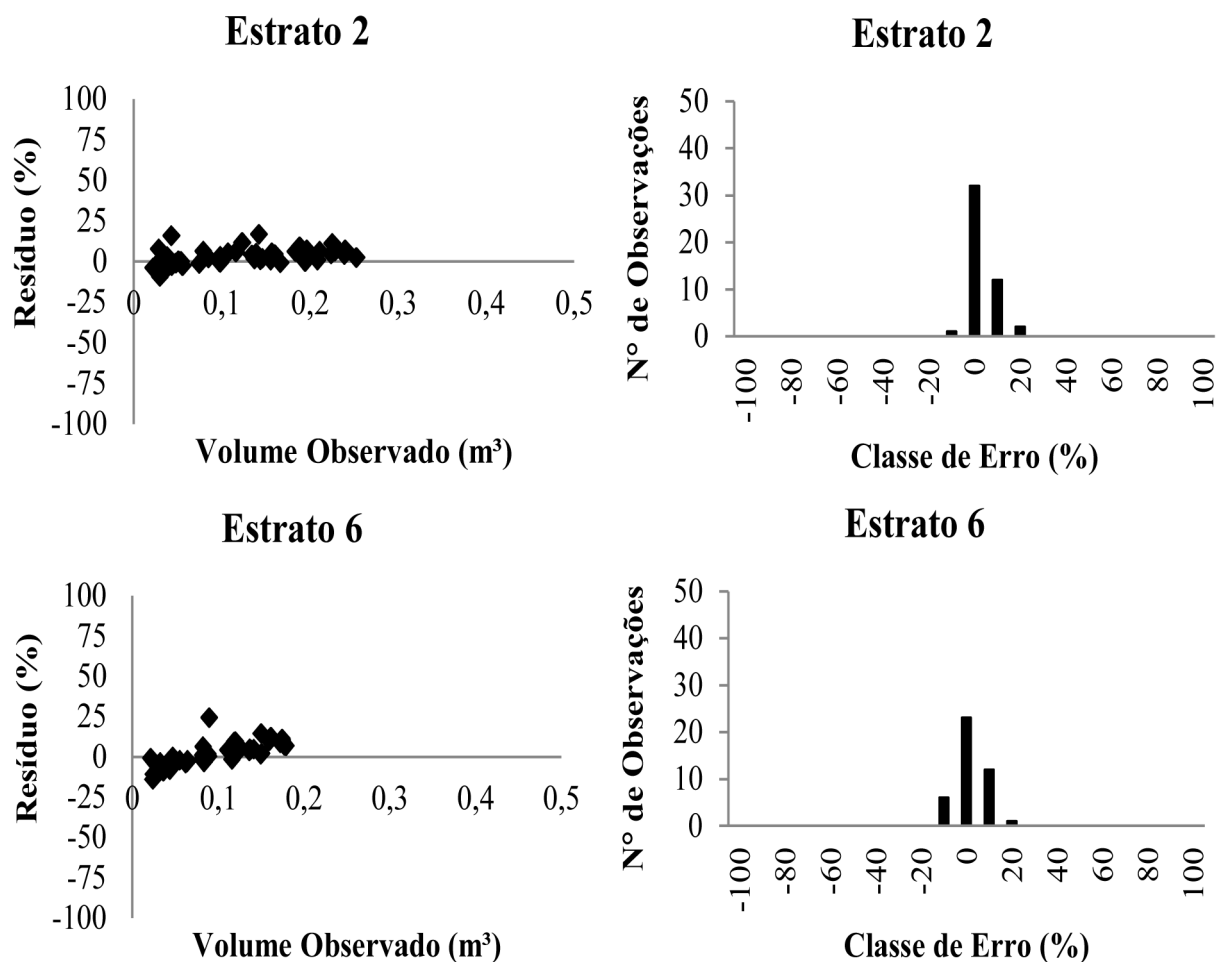 Estrato 2
Resíduo (%)
100
75
50
25
0
-25
-50
-75
-100
0 0,1 0,2 0,3 0,4 0,5
Volume Observado (m³)
Estrato 2
N° de Observações
50
40
30
20
10
0
-100 -80 -60 -40 -20 0 20 40 60 80 100
Classe de Erro (%)
Estrato 6
Resíduo (%)
100
75
50
25
0
-25
-50
-75
-100
0 0,1 0,2 0,3 0,4 0,5
Volume Observado (m³)
Estrato 6
N° de Observações
50
40
30
20
10
0
-100 -80 -60 -40 -20 0 20 40 60 80 100
Classe de Erro (%)